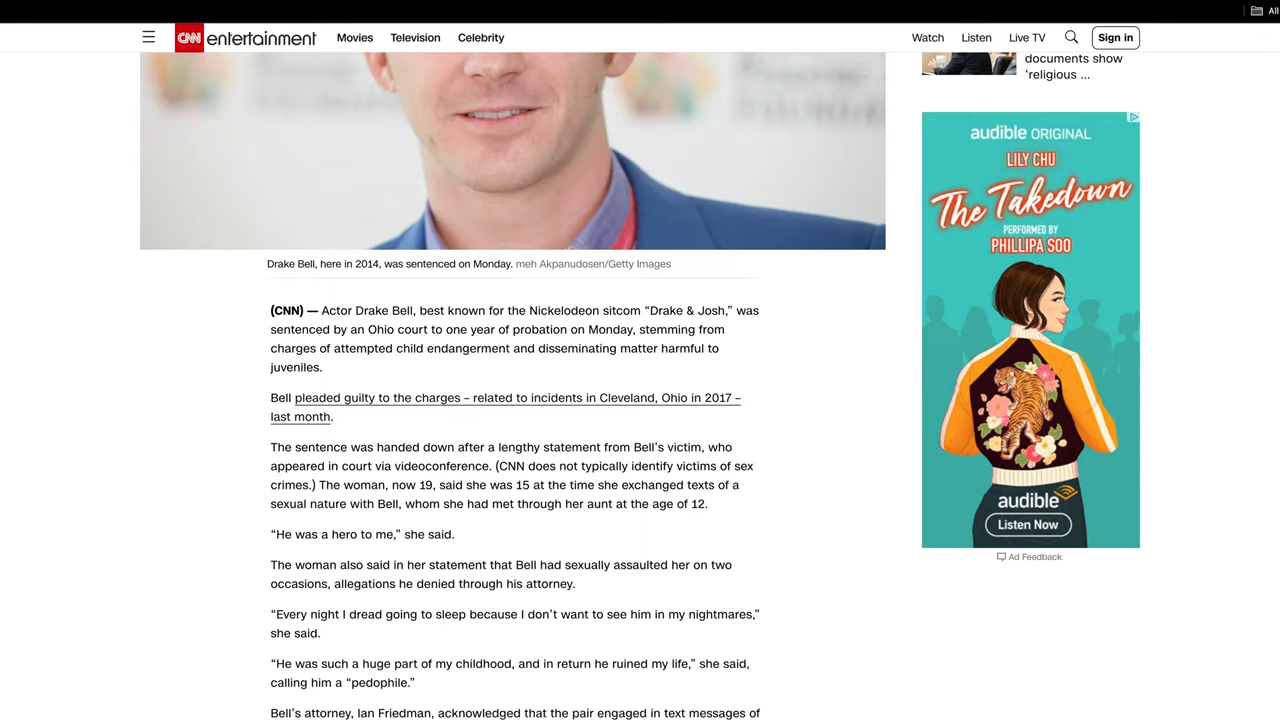 All
CNN entertainment
Movies
Television
Celebrity
Watch
Listen
Live TV
Sign in
documents show
‘religious ...
audible ORIGINAL
LILY CHU
The Takedown
PERFORMED BY
PHILLIPA SOO
audible
Listen Now
Ad Feedback
Drake Bell, here in 2014, was sentenced on Monday. meh Akpanudosen/Getty Images
(CNN) — Actor Drake Bell, best known for the Nickelodeon sitcom “Drake & Josh,” was
sentenced by an Ohio court to one year of probation on Monday, stemming from
charges of attempted child endangerment and disseminating matter harmful to
juveniles.
Bell pleaded guilty to the charges – related to incidents in Cleveland, Ohio in 2017 –
last month.
The sentence was handed down after a lengthy statement from Bell’s victim, who
appeared in court via videoconference. (CNN does not typically identify victims of sex
crimes.) The woman, now 19, said she was 15 at the time she exchanged texts of a
sexual nature with Bell, whom she had met through her aunt at the age of 12.
“He was a hero to me,” she said.
The woman also said in her statement that Bell had sexually assaulted her on two
occasions, allegations he denied through his attorney.
“Every night I dread going to sleep because I don’t want to see him in my nightmares,”
she said.
“He was such a huge part of my childhood, and in return he ruined my life,” she said,
calling him a “pedophile.”
Bell’s attorney, Ian Friedman, acknowledged that the pair engaged in text messages of